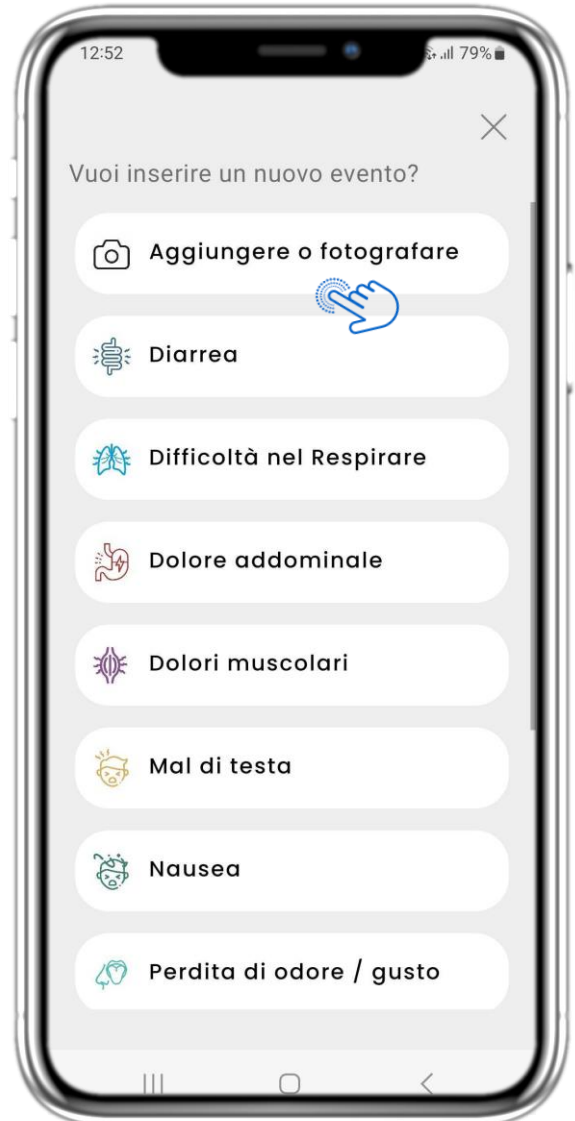 12:52
79%
Vuoi inserire un nuovo evento?
Aggiungere o fotografare
Diarrea
Difficoltà nel Respirare
Dolore addominale
Dolori muscolari
Mal di testa
Nausea
Perdita di odore / gusto